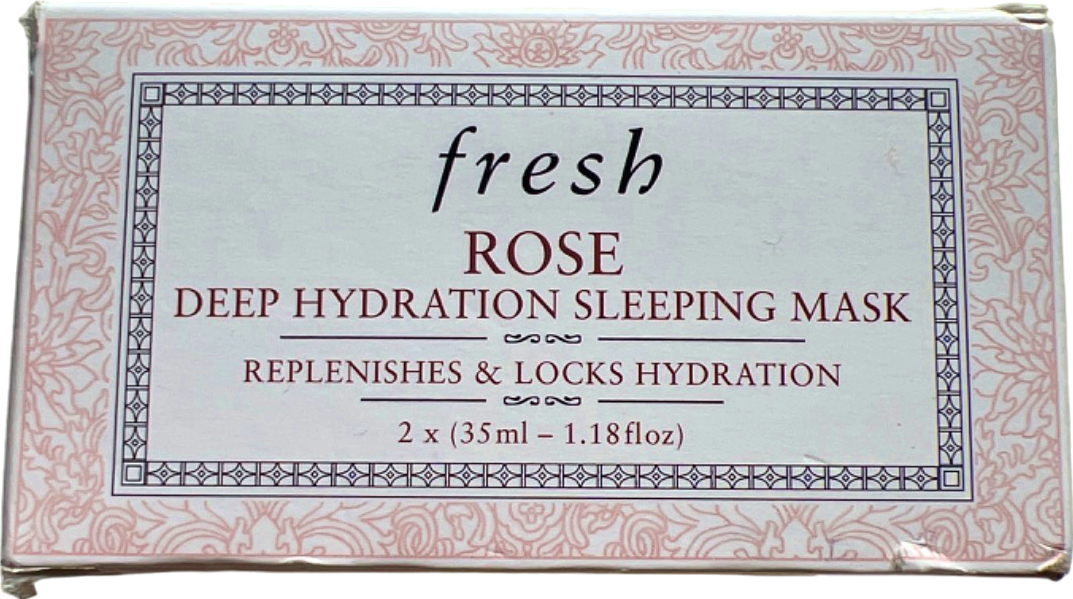 fresh
ROSE
DEEP HYDRATION SLEEPING MASK
REPLENISHES & LOCKS HYDRATION
2 x (35ml – 1.18floz)